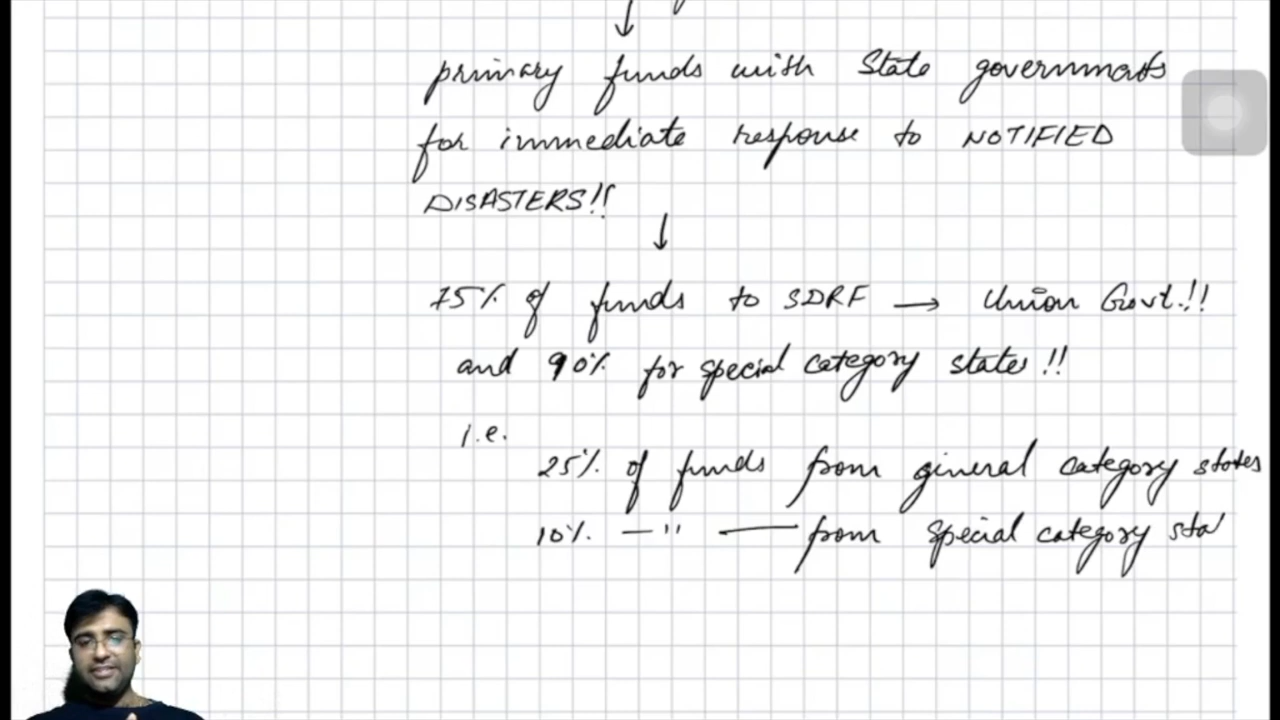 primary funds with State governments
for immediate response to NOTIFIED
DISASTERS!!
75% of funds to SDRF → Union Govt.!!
and 90% for special category states!!
i.e.
25% of funds from general category states
10% —"— from special category sta